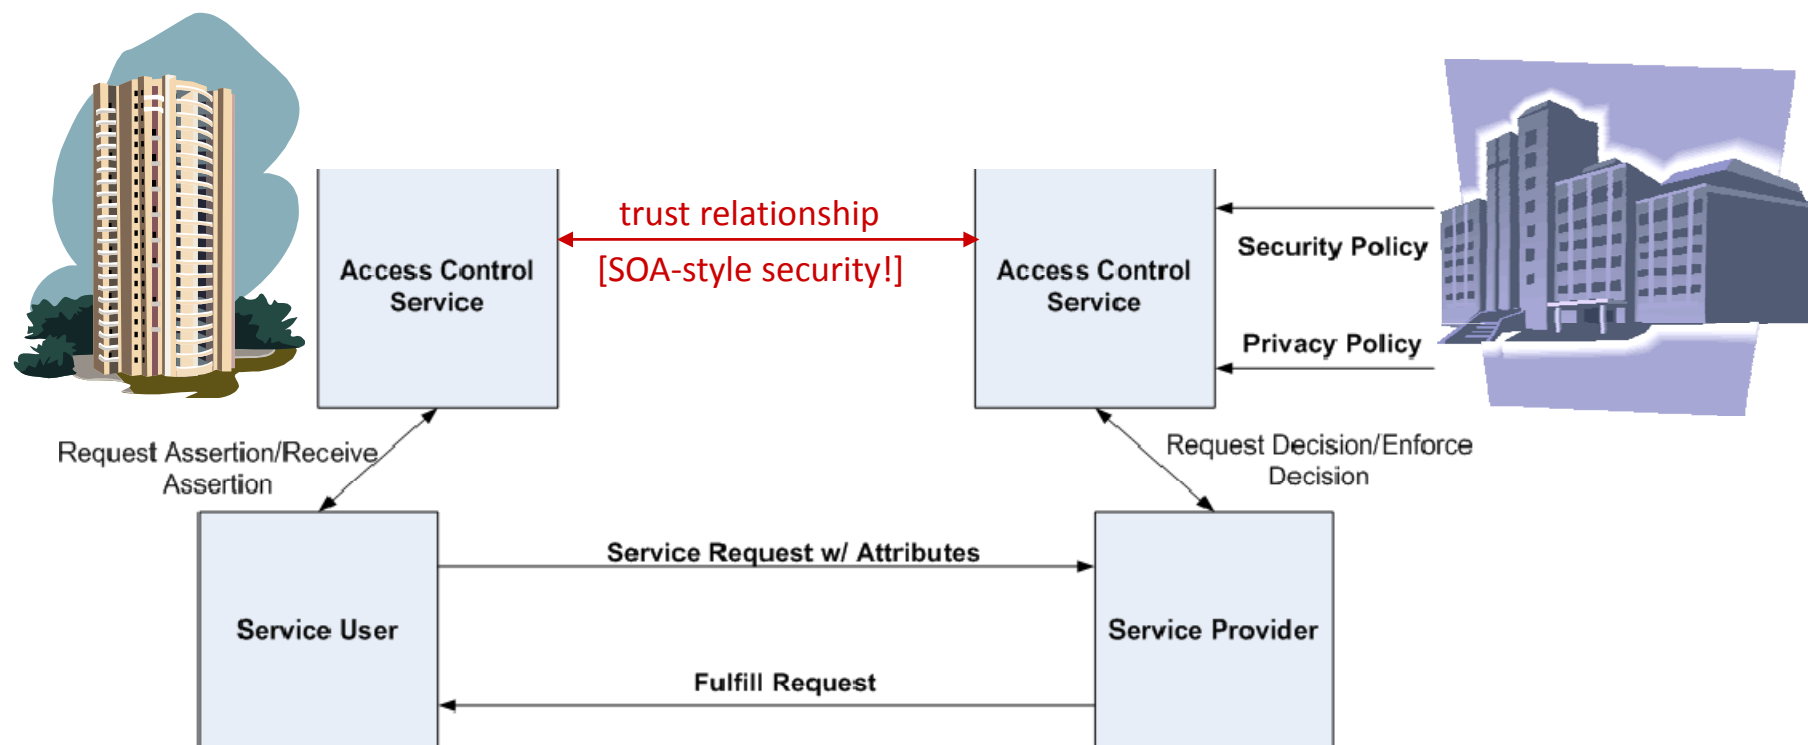 trust relationship
[SOA-style security!]
Access Control
Service
Access Control
Service
Security Policy
Privacy Policy
Request Assertion/Receive
Assertion
Request Decision/Enforce
Decision
Service Request w/ Attributes
Service User
Service Provider
Fulfill Request